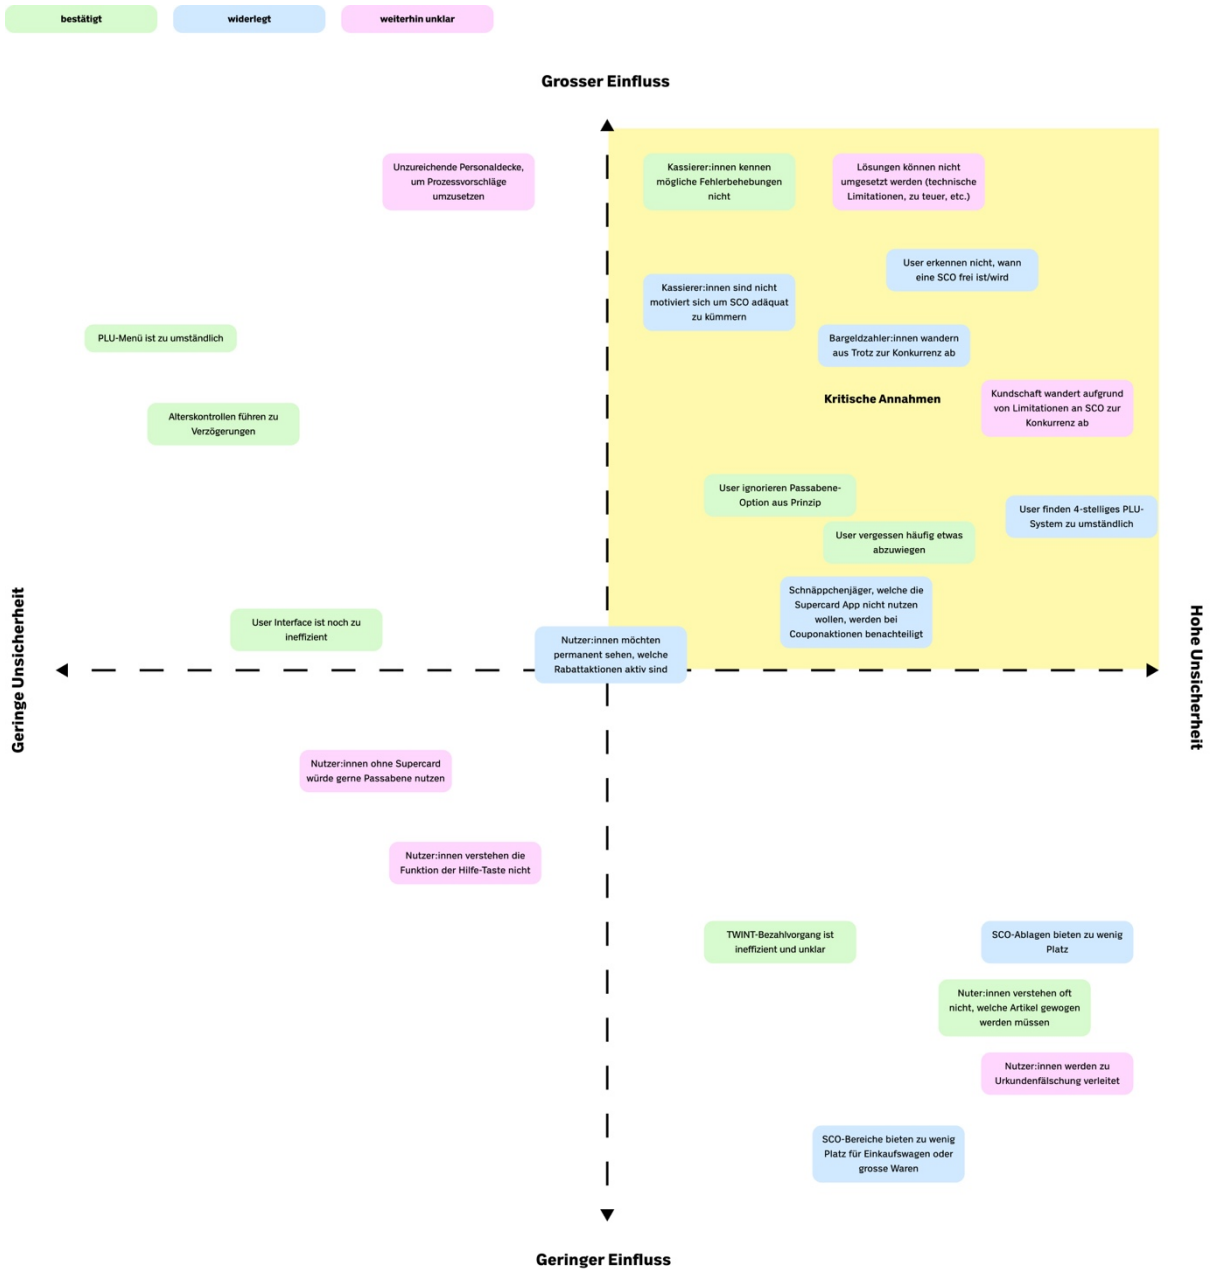 bestätigt
widerlegt
weiterhin unklar
Grosser Einfluss
Unzureichende Personaldecke,
um Prozessvorschläge
umzusetzen
Kassierer:innen kennen
mögliche Fehlerbehebungen
nicht
Lösungen können nicht
umgesetzt werden (technische
Limitationen, zu teuer, etc.)
User erkennen nicht, wann
eine SCO frei ist/wird
Kassierer:innen sind nicht
motiviert sich um SCO adäquat
zu kümmern
PLU-Menü ist zu umständlich
Bargeldzahler:innen wandern
aus Trotz zur Konkurrenz ab
Kritische Annahmen
Kundschaft wandert aufgrund
von Limitationen an SCO zur
Konkurrenz ab
Alterskontrollen führen zu
Verzögerungen
User ignorieren Passabene-
Option aus Prinzip
User finden 4-stelliges PLU-
System zu umständlich
User vergessen häufig etwas
abzuwiegen
Schnäppchenjäger, welche die
Supercard App nicht nutzen
wollen, werden bei
Couponaktionen benachteiligt
User Interface ist noch zu
ineffizient
Nutzer:innen möchten
permanent sehen, welche
Rabattaktionen aktiv sind
Geringe Unsicherheit
Hohe Unsicherheit
Nutzer:innen ohne Supercard
würde gerne Passabene nutzen
Nutzer:innen verstehen die
Funktion der Hilfe-Taste nicht
TWINT-Bezahlvorgang ist
ineffizient und unklar
SCO-Ablagen bieten zu wenig
Platz
Nuter:innen verstehen oft
nicht, welche Artikel gewogen
werden müssen
Nutzer:innen werden zu
Urkundenfälschung verleitet
SCO-Bereiche bieten zu wenig
Platz für Einkaufswagen oder
grosse Waren
Geringer Einfluss